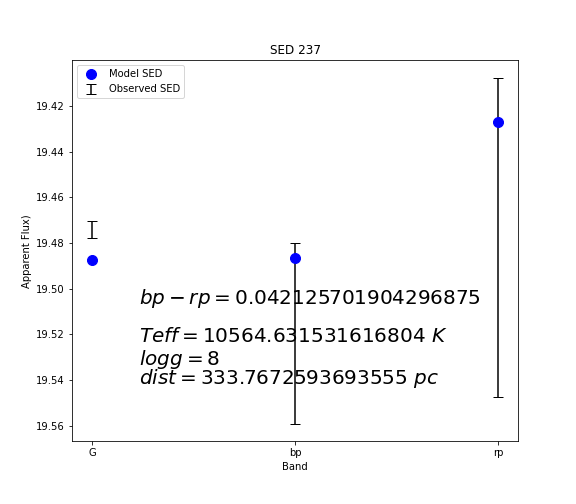 SED 237
Model SED
Observed SED
19.42
19.44
19.46
19.48
19.50
19.52
19.54
19.56
Apparent Flux)
bp − rp = 0.042125701904296875
Teff = 10564.631531616804 K
logg = 8
dist = 333.7672593693555 pc
G
bp
rp
Band